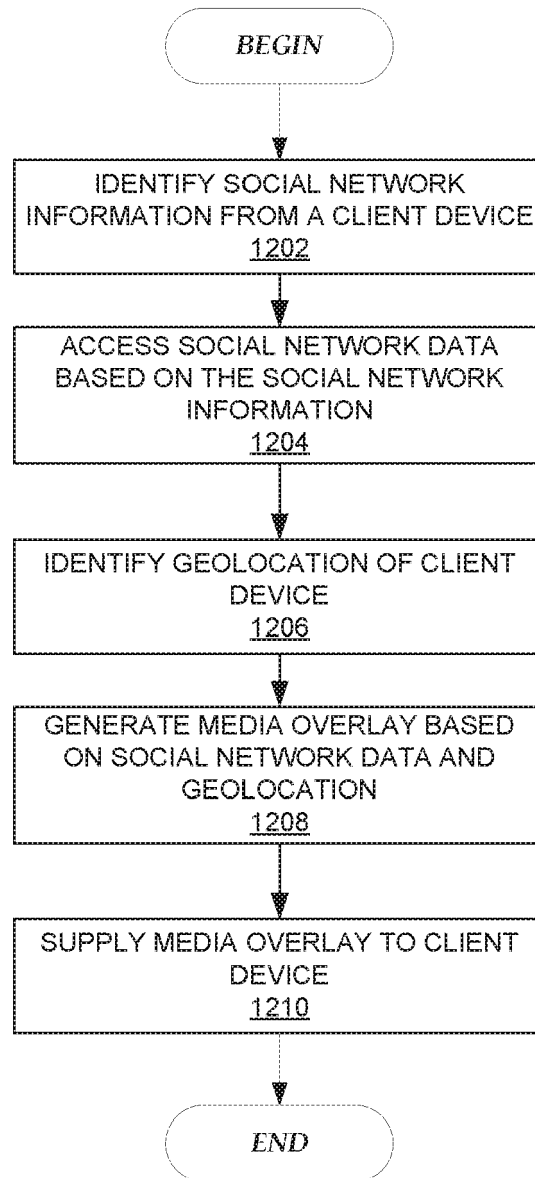 BEGIN
IDENTIFY SOCIAL NETWORK
INFORMATION FROM A CLIENT DEVICE
1202
ACCESS SOCIAL NETWORK DATA
BASED ON THE SOCIAL NETWORK
INFORMATION
1204
IDENTIFY GEOLOCATION OF CLIENT
DEVICE
1206
GENERATE MEDIA OVERLAY BASED
ON SOCIAL NETWORK DATA AND
GEOLOCATION
1208
SUPPLY MEDIA OVERLAY TO CLIENT
DEVICE
1210
END